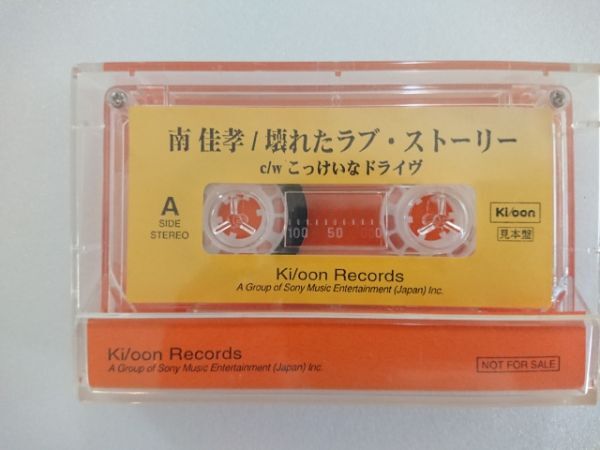 南 佳孝 / 壊れたラブ・ストーリー
c/w こっけいなドライヴ
A
SIDE
STEREO
100 50
Ki/oon
見本盤
Ki/oon Records
A Group of Sony Music Entertainment (Japan) Inc.
Ki/oon Records
A Group of Sony Music Entertainment (Japan) Inc.
NOT FOR SALE